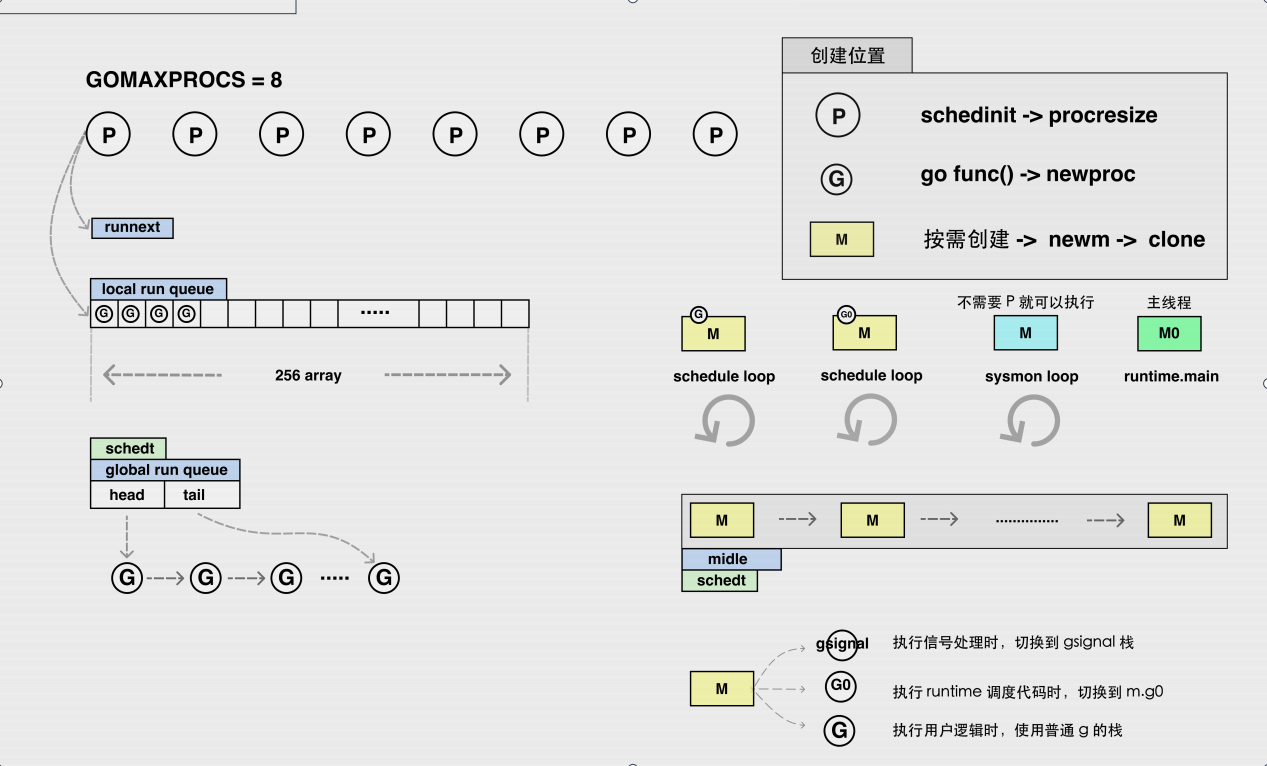 GOMAXPROCS = 8
P
P
P
P
P
P
P
P
runnext
local run queue
G
G
G
G
.....
256 array
schedt
global run queue
head
tail
G
G
G
.....
G
创建位置
P
schedinit -> procresize
G
go func() -> newproc
M
按需创建 -> newm -> clone
不需要 P 就可以执行
主线程
G
M
G0
M
M
M0
schedule loop
schedule loop
sysmon loop
runtime.main
M
M
...............
M
midle
schedt
M
gsignal
执行信号处理时，切换到 gsignal 栈
G0
执行 runtime 调度代码时，切换到 m.g0
G
执行用户逻辑时，使用普通 g 的栈